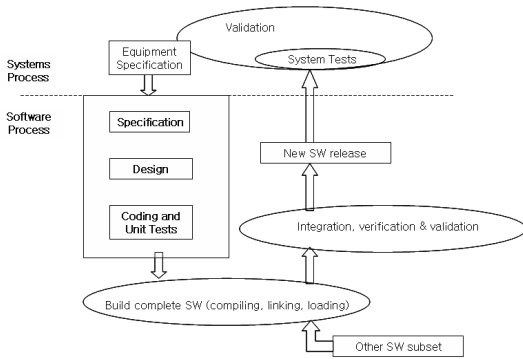 Validation
Equipment
Specification
System Tests
Systems
Process
Software
Process
Specification
New SW release
Design
Coding and
Unit Tests
Integration, verification & validation
Build complete SW (compiling, linking, loading)
Other SW subset